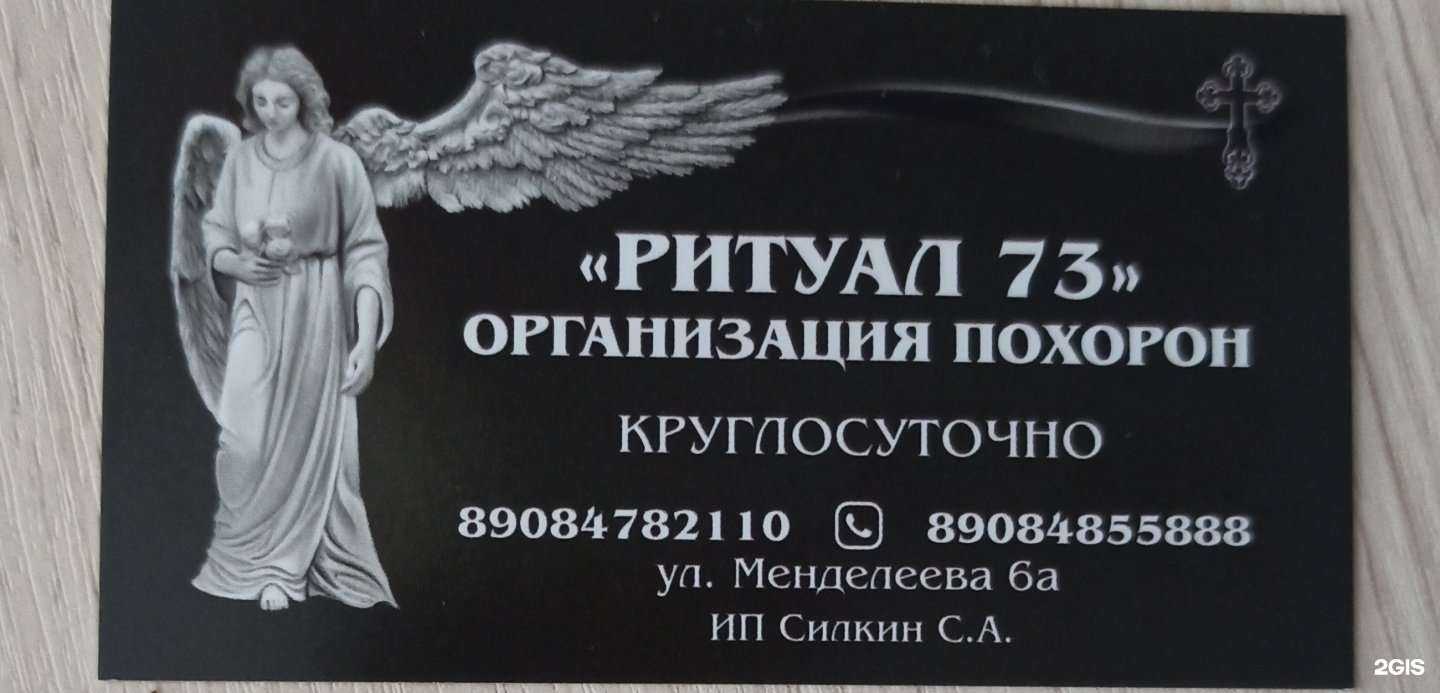 «РИТУАЛ 73»
ОРГАНИЗАЦИЯ ПОХОРОН
КРУГЛОСУТОЧНО
89084782110 89084855888
ул. Менделеева 6а
ИП Силкин С.А.
2GIS